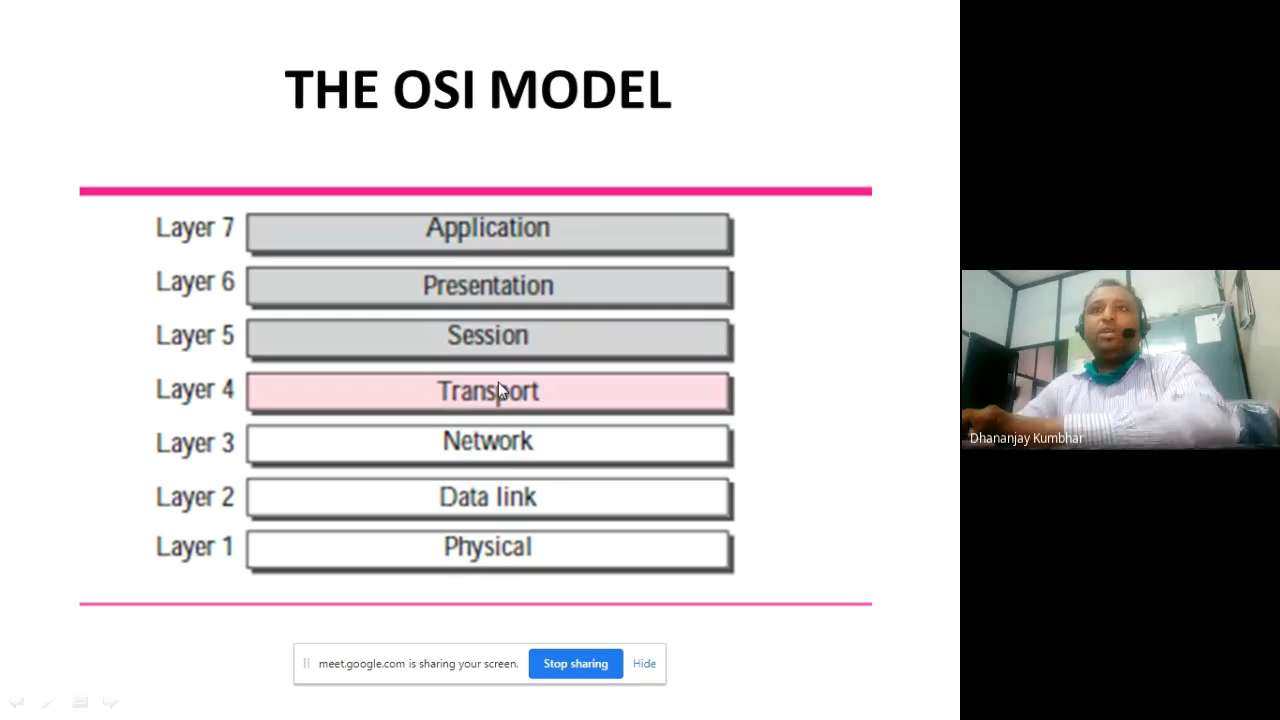 THE OSI MODEL
Layer 7 Application
Layer 6 Presentation
Layer 5 Session
Layer 4 Transport
Layer 3 Network
Layer 2 Data link
Layer 1 Physical
Dhananjay Kumbhar
meet.google.com is sharing your screen. Stop sharing Hide